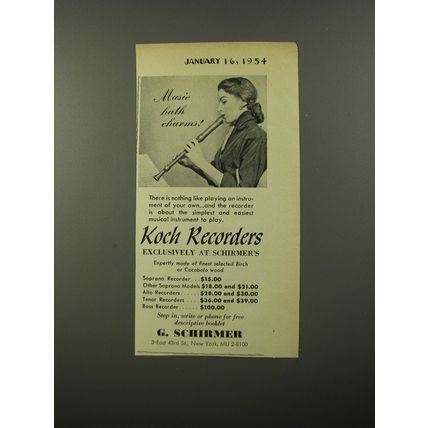 JANUARY 16, 1954
Music
hath
charms!
There is nothing like playing an instru-
ment of your own...and the recorder
is about the simplest and easiest
musical instrument to play.
Koch Recorders
EXCLUSIVELY AT SCHIRMER'S
Expertly made of finest selected Birch
or Cocobolo wood
Soprano Recorder . $15.00
Other Soprano Models $18.00 and $21.00
Alto Recorders . . . . . $28.00 and $30.00
Tenor Recorders . . . $36.00 and $39.00
Bass Recorder . . . . . $100.00
Stop in, write or phone for free
descriptive booklet
G. SCHIRMER
3 East 43rd St., New York, MU 2-8100